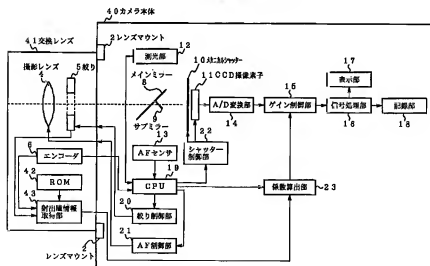 40カメラ本体
41交換レンズ
2レンズマウント
撮影レンズ
4
5絞り
12
測光部
メインミラー
8
10メカニカルシャッター
11CCD撮像素子
17
表示部
15
A/D変換部
14
ゲイン制御部
信号処理部
16
記録部
18
9
サブミラー
13
AFセンサ
22
シャッター
制御部
6
エンコーダ
19
CPU
係数算出部
23
42
ROM
43
射出瞳情報
取知部
20
絞り制御部
21
AF制御部
2
レンズマウント